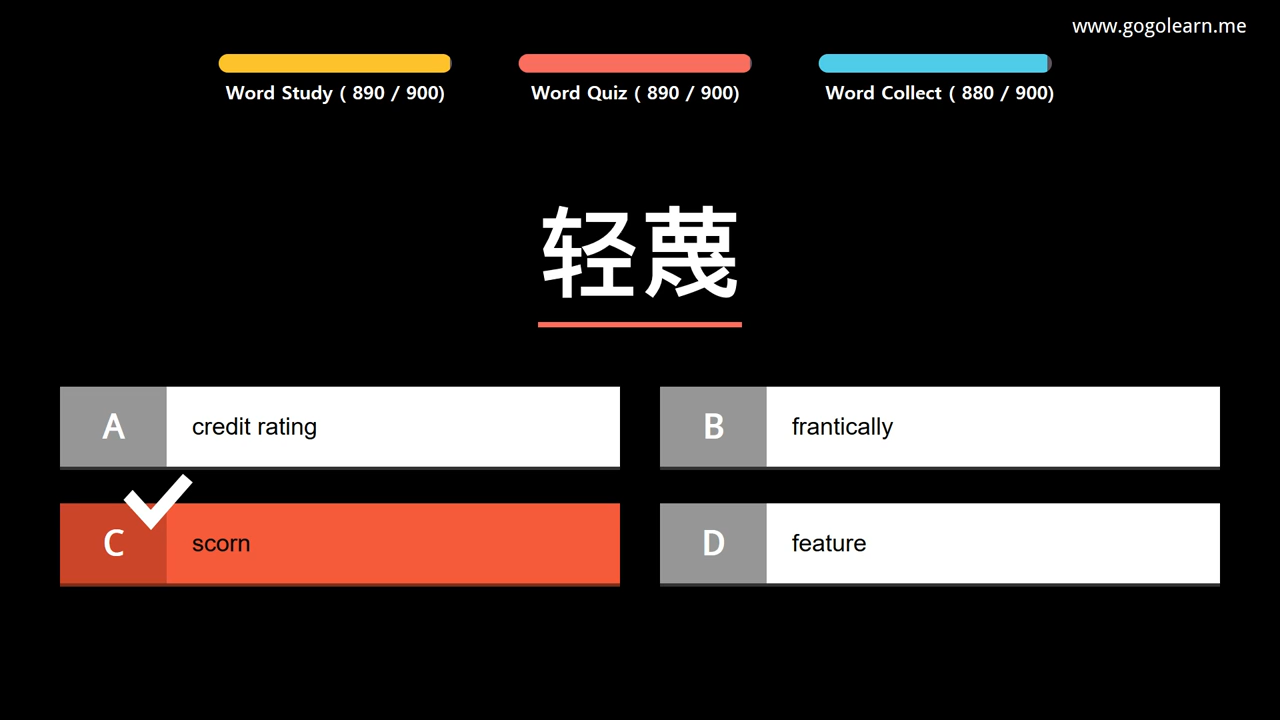 www.gogolearn.me
Word Study ( 890 / 900)
Word Quiz ( 890 / 900)
Word Collect ( 880 / 900)
轻蔑
A credit rating
B frantically
C scorn
D feature